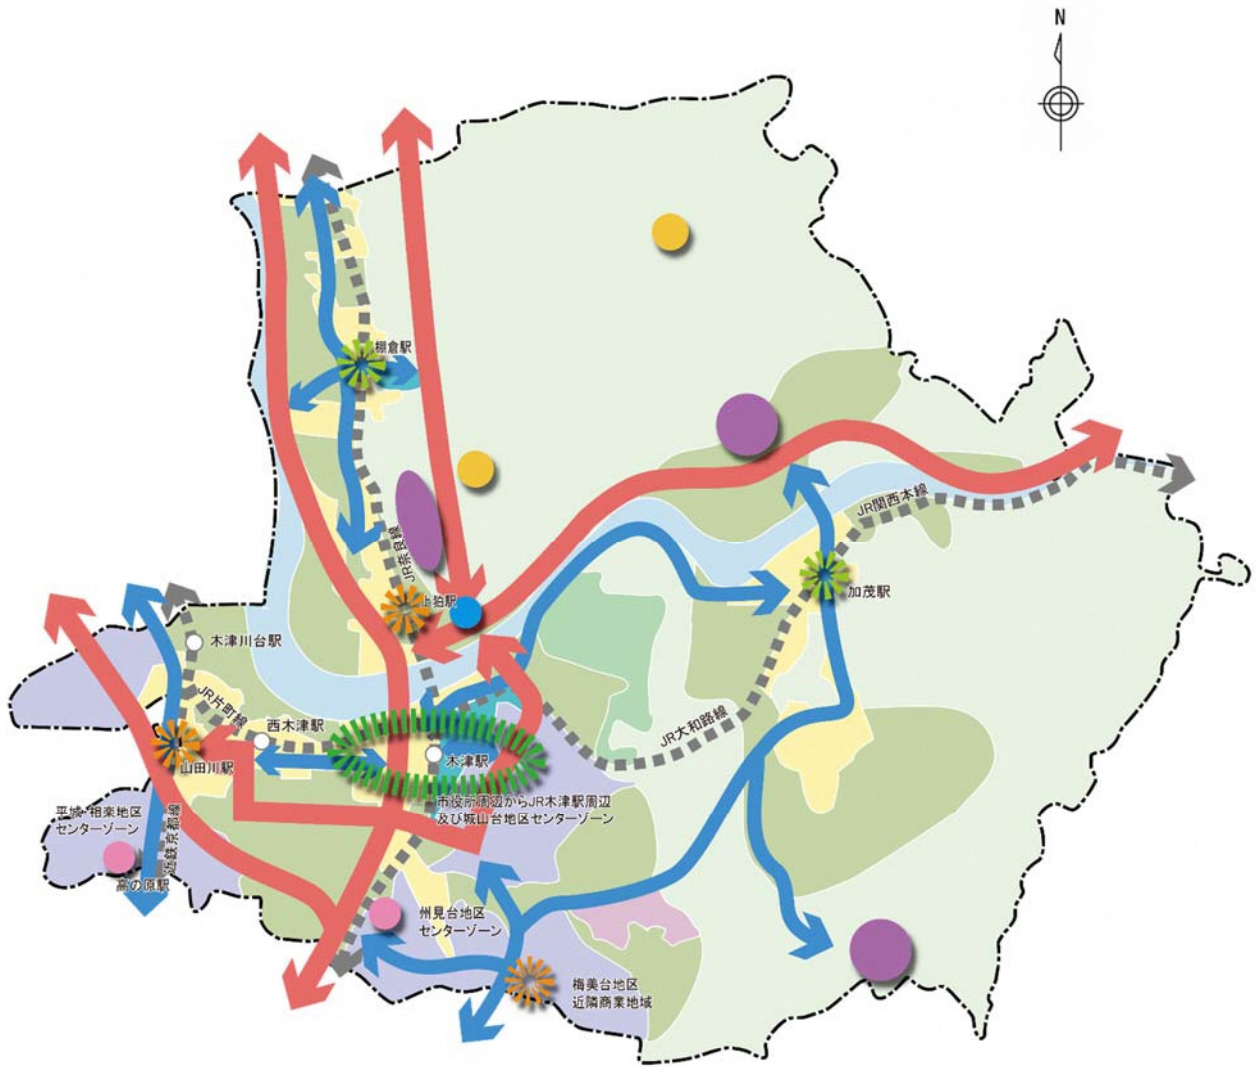 N
棚倉駅
JR奈良線
上狛駅
JR関西本線
加茂駅
木津川台駅
JR片町線
西木津駅
JR大和路線
木津駅
山田川駅
市役所周辺からJR木津駅周辺
及び城山台地区センターゾーン
平城・相楽地区
センターゾーン
近鉄京都線
高の原駅
州見台地区
センターゾーン
梅美台地区
近隣商業地域